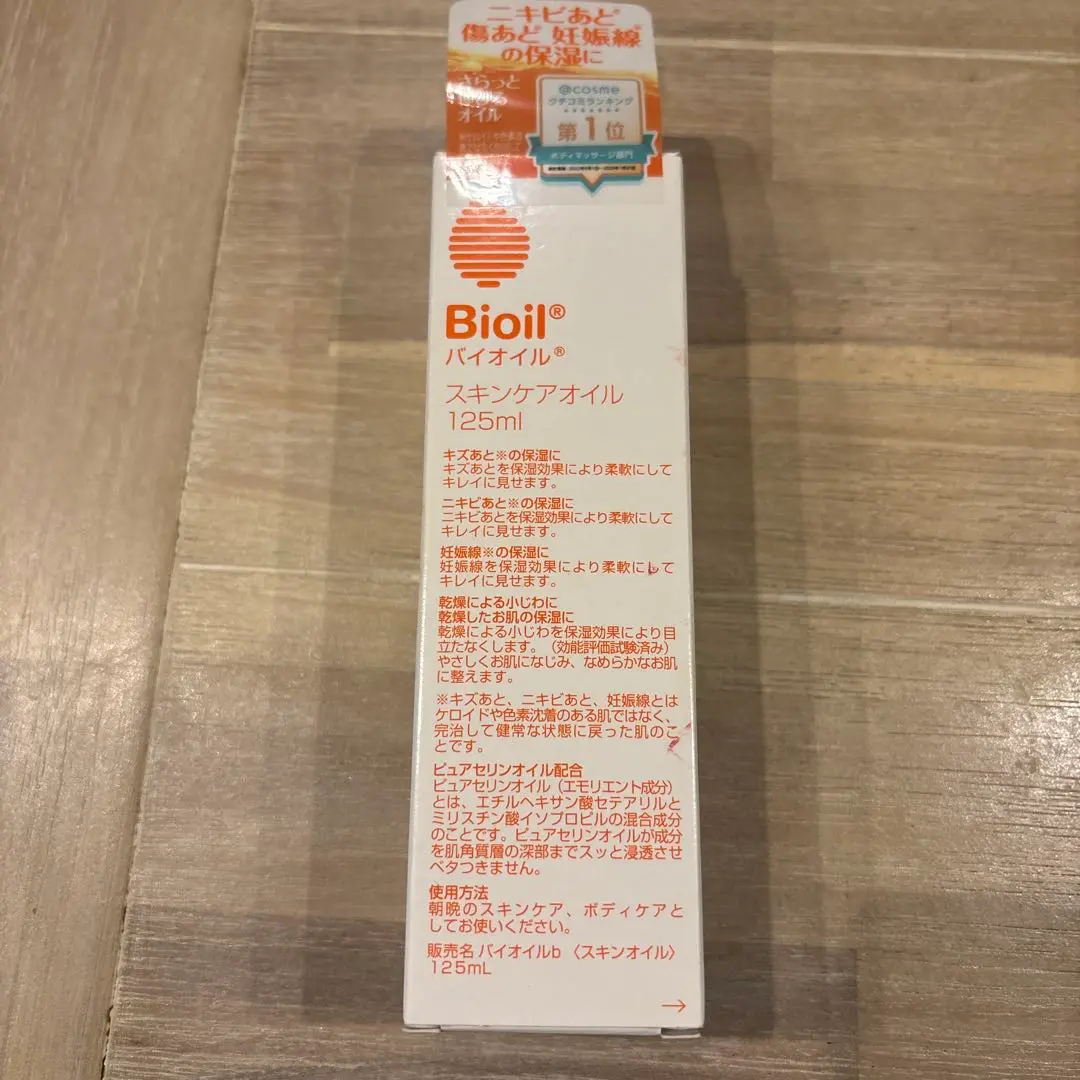 ニキビあと
傷あと 妊娠線
の保湿に
さらっと
オイル
@cosme
クチコミランキング
第1位
ボディマッサージ部門
Bioil®
バイオイル®
スキンケアオイル
125ml
キズあと※の保湿に
キズあとを保湿効果により柔軟にして
キレイに見せます。
ニキビあと※の保湿に
ニキビあとを保湿効果により柔軟にして
キレイに見せます。
妊娠線※の保湿に
妊娠線を保湿効果により柔軟にして
キレイに見せます。
乾燥による小じわに
乾燥したお肌の保湿に
乾燥による小じわを保湿効果により目
立たなくします。(効能評価試験済み)
やさしくお肌になじみ、なめらかなお肌
に整えます。
※キズあと、ニキビあと、妊娠線とは
ケロイドや色素沈着のある肌ではなく、
完治して健常な状態に戻った肌のこ
とです。
ピュアセリンオイル配合
ピュアセリンオイル(エモリエント成分)
とは、エチルヘキサン酸セテアリルと
ミリスチン酸イソプロピルの混合成分
のことです。ピュアセリンオイルが成分
を肌角質層の深部までスッと浸透させ
ベタつきません。
使用方法
朝晩のスキンケア、ボディケアと
してお使いください。
販売名 バイオイルb 〈スキンオイル〉
125mL
→